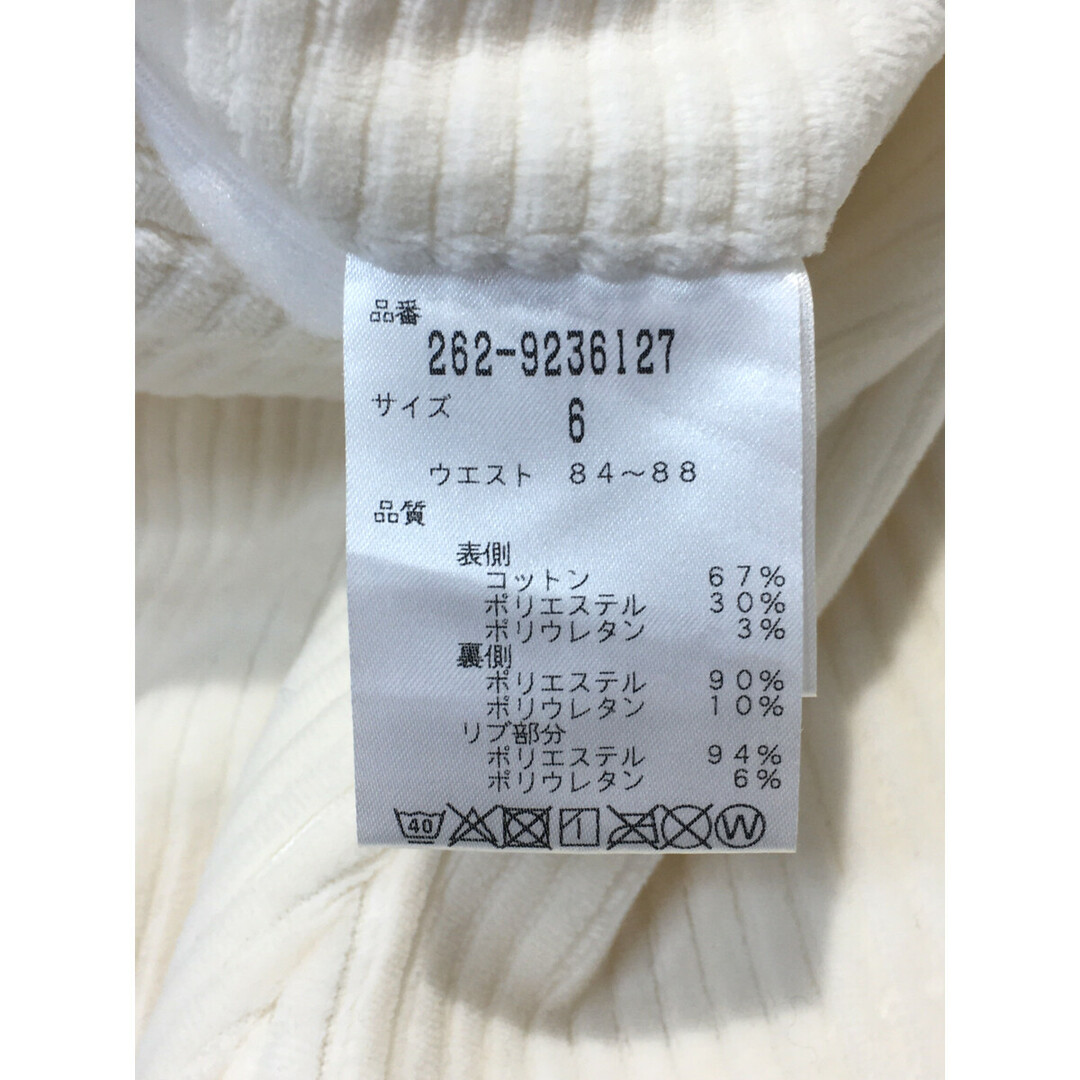 品番
262-9236127
サイズ 6
ウエスト 84〜88
品質
表側
コットン 67%
ポリエステル 30%
ポリウレタン 3%
裏側
ポリエステル 90%
ポリウレタン 10%
リブ部分
ポリエステル 94%
ポリウレタン 6%
40 W